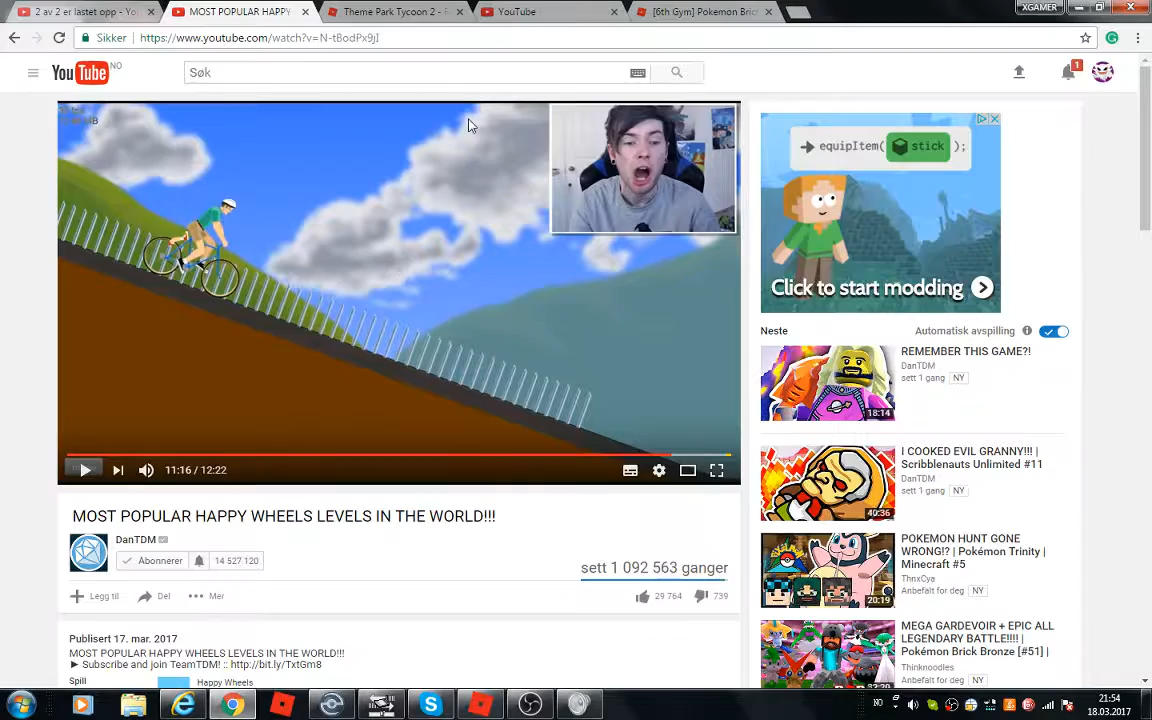 2 av 2 er lastet opp - You
MOST POPULAR HAPPY
Theme Park Tycoon 2 - R
YouTube
[6th Gym] Pokemon Bric
XGAMER
Sikker
https://www.youtube.com/watch?v=N-tBodPx9jI
YouTube NO
Søk
1
equipItem( stick );
Click to start modding
Neste
Automatisk avspilling
REMEMBER THIS GAME?!
DanTDM
sett 1 gang NY
18:14
I COOKED EVIL GRANNY!!! |
Scribblenauts Unlimited #11
DanTDM
sett 1 gang NY
40:36
POKEMON HUNT GONE
WRONG!? | Pokémon Trinity |
Minecraft #5
ThnxCya
Anbefalt for deg NY
20:19
MEGA GARDEVOIR + EPIC ALL
LEGENDARY BATTLE!!!! |
Pokémon Brick Bronze [#51] |
Thinknoodles
Anbefalt for deg NY
32:20
11:16 / 12:22
MOST POPULAR HAPPY WHEELS LEVELS IN THE WORLD!!!
DanTDM
Abonnerer
14 527 120
sett 1 092 563 ganger
Legg til
Del
Mer
29 764
739
Publisert 17. mar. 2017
MOST POPULAR HAPPY WHEELS LEVELS IN THE WORLD!!!
► Subscribe and join TeamTDM! :: http://bit.ly/TxtGm8
Spill
Happy Wheels
NO
21:54
18.03.2017